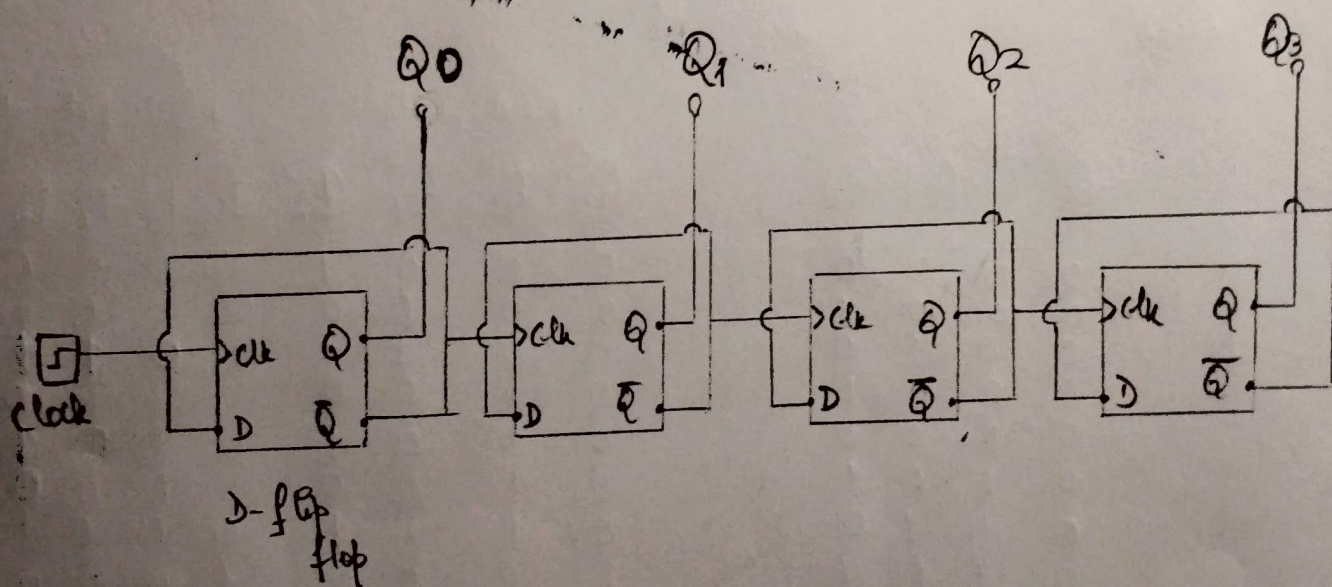 Q0 Q1 Q2 Q3
clk Q clk Q clk Q clk Q
clock
D Q̅ D Q̅ D Q̅ D Q̅
D-flip
flop